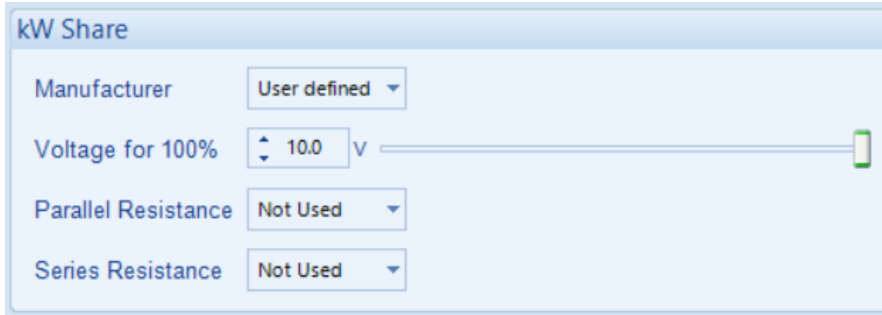 kW Share
Manufacturer User defined
Voltage for 100% 10.0 V
Parallel Resistance Not Used
Series Resistance Not Used